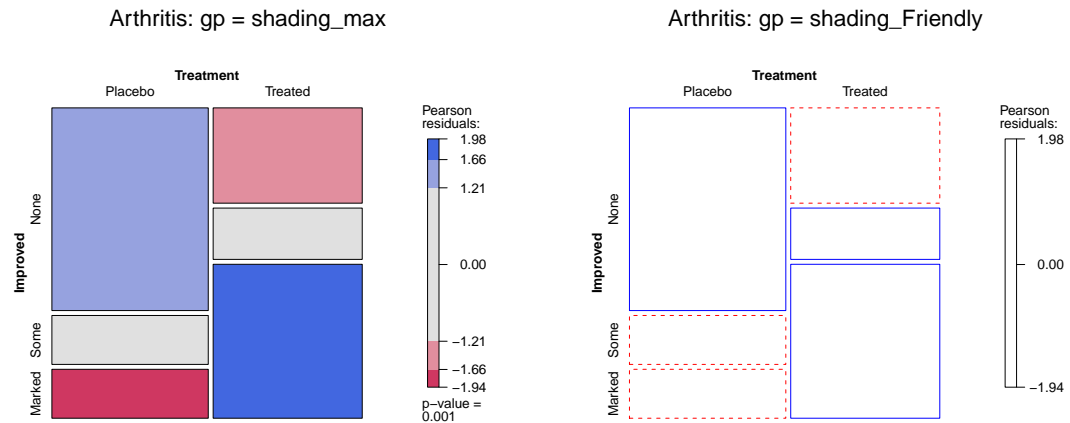 Arthritis: gp = shading_max
Treatment
Placebo Treated
Improved
None
Some
Marked
Pearson
residuals:
1.98
1.66
1.21
0.00
−1.21
−1.66
−1.94
p−value =
0.001
Arthritis: gp = shading_Friendly
Treatment
Placebo Treated
Improved
None
Some
Marked
Pearson
residuals:
1.98
0.00
−1.94